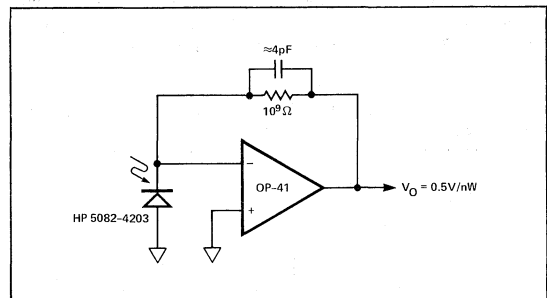 ≈4pF
10⁹Ω
−
OP-41
+
V_O = 0.5V/nW
HP 5082-4203